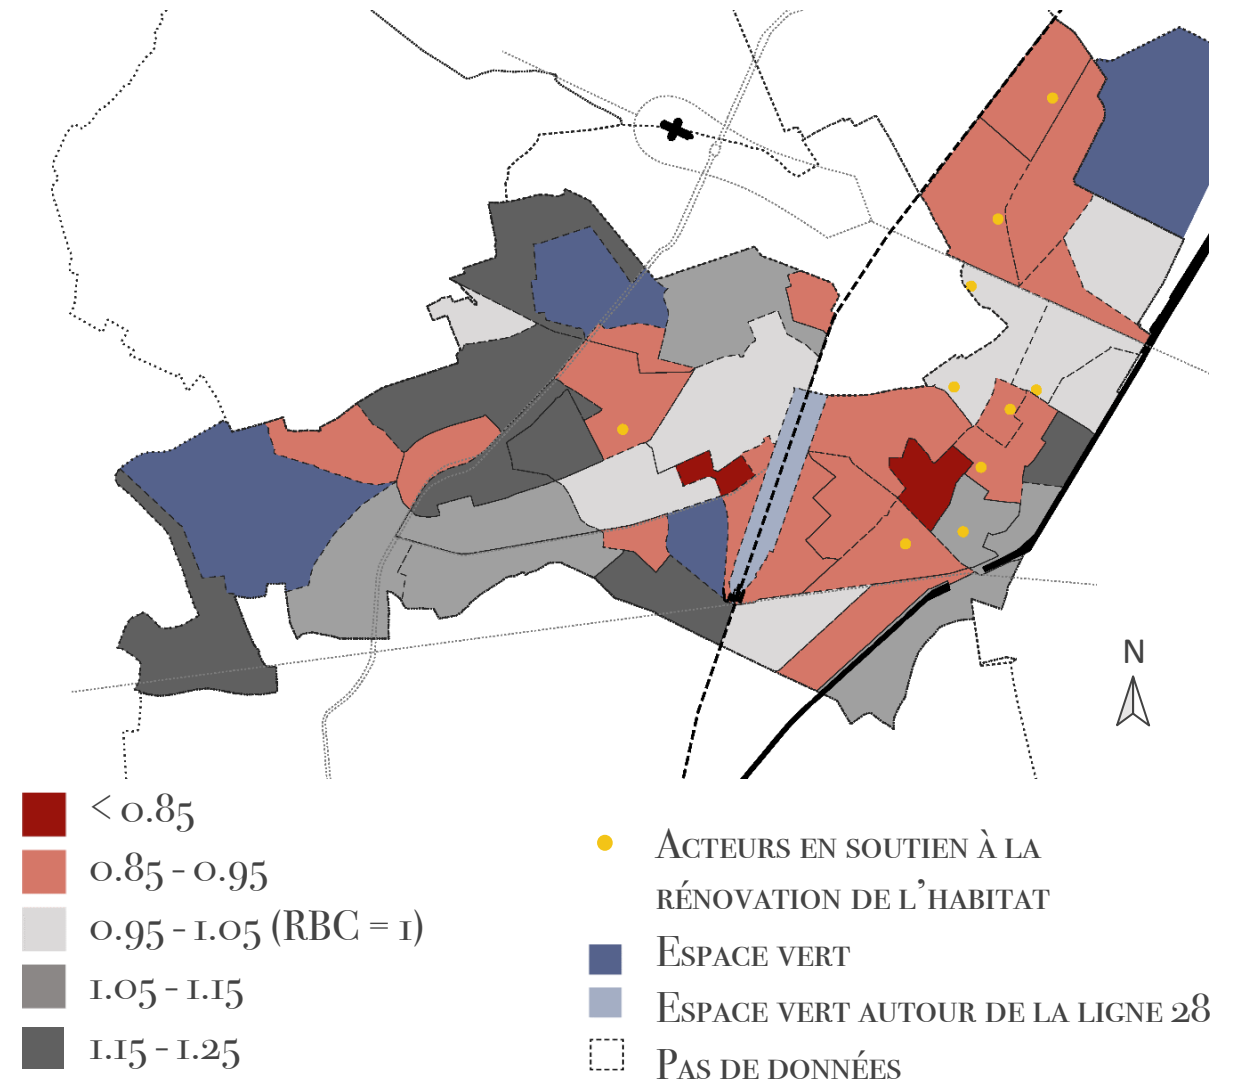 N
< 0.85
0.85 - 0.95
0.95 - 1.05 (RBC = 1)
1.05 - 1.15
1.15 - 1.25
Acteurs en soutien à la
rénovation de l'habitat
Espace vert
Espace vert autour de la ligne 28
Pas de données